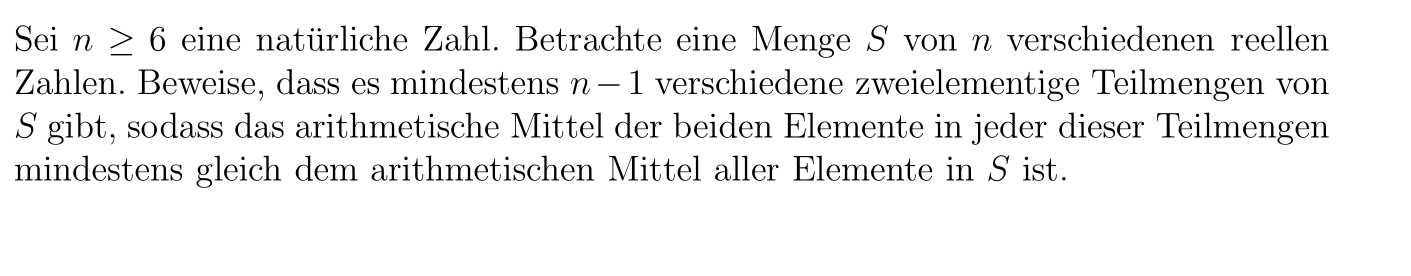 Sei n ≥ 6 eine natürliche Zahl. Betrachte eine Menge S von n verschiedenen reellen
Zahlen. Beweise, dass es mindestens n − 1 verschiedene zweielementige Teilmengen von
S gibt, sodass das arithmetische Mittel der beiden Elemente in jeder dieser Teilmengen
mindestens gleich dem arithmetischen Mittel aller Elemente in S ist.